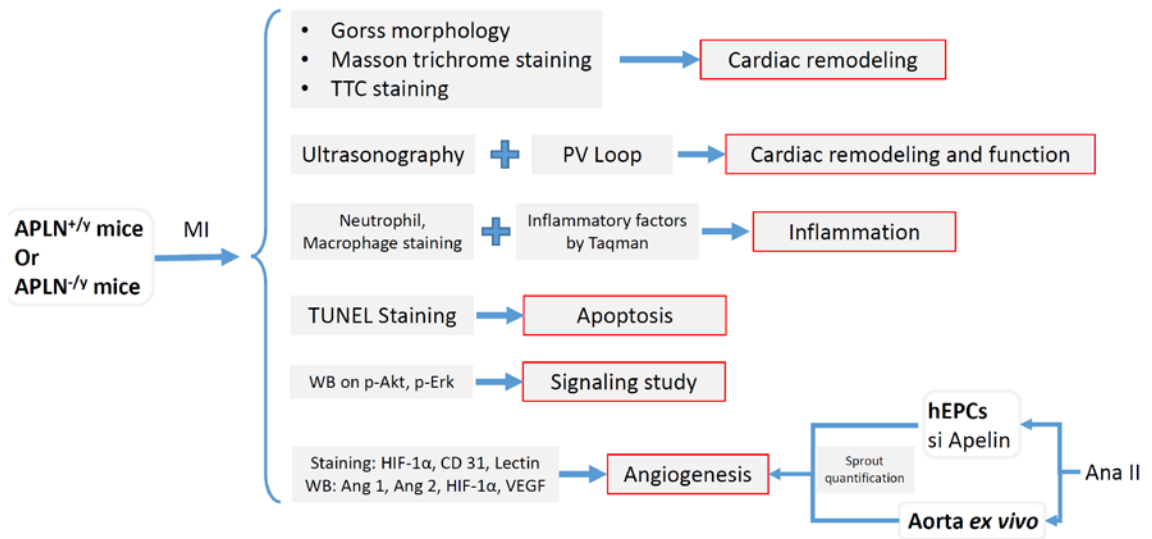 • Gorss morphology
• Masson trichrome staining
• TTC staining
Cardiac remodeling
Ultrasonography
PV Loop
Cardiac remodeling and function
APLN+/y mice
Or
APLN-/y mice
MI
Neutrophil,
Macrophage staining
Inflammatory factors
by Taqman
Inflammation
TUNEL Staining
Apoptosis
WB on p-Akt, p-Erk
Signaling study
Staining: HIF-1α, CD 31, Lectin
WB: Ang 1, Ang 2, HIF-1α, VEGF
Angiogenesis
Sprout
quantification
hEPCs
si Apelin
Aorta ex vivo
Ana II